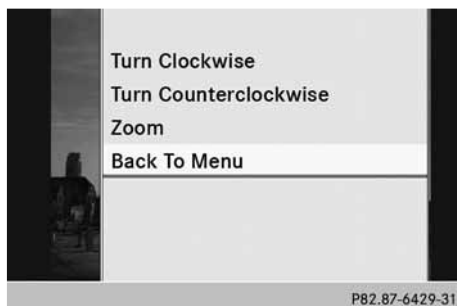 Turn Clockwise
Turn Counterclockwise
Zoom
Back To Menu
P82.87-6429-31